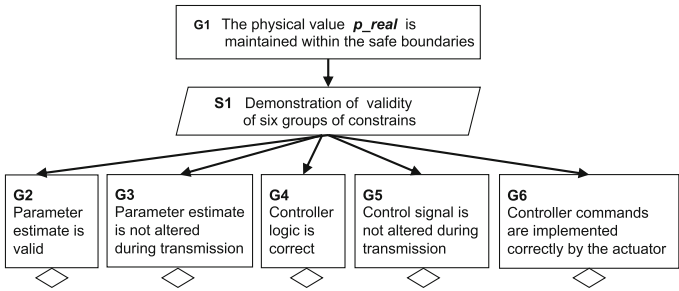 G1 The physical value p_real is
maintained within the safe boundaries
S1 Demonstration of validity
of six groups of constrains
G2
Parameter
estimate is
valid
G3
Parameter estimate
is not altered
during transmission
G4
Controller
logic is
correct
G5
Control signal is
not altered during
transmission
G6
Controller commands
are implemented
correctly by the actuator